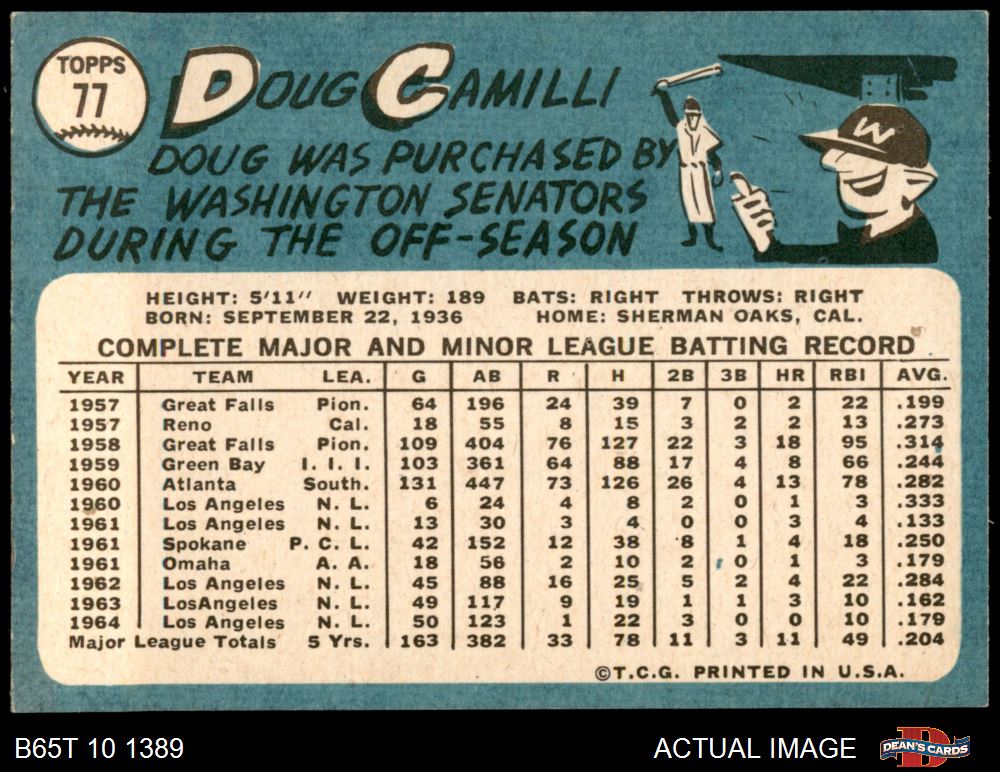 TOPPS
77
DOUG CAMILLI
DOUG WAS PURCHASED BY
THE WASHINGTON SENATORS
DURING THE OFF-SEASON
W
HEIGHT: 5'11" WEIGHT: 189 BATS: RIGHT THROWS: RIGHT
BORN: SEPTEMBER 22, 1936 HOME: SHERMAN OAKS, CAL.
COMPLETE MAJOR AND MINOR LEAGUE BATTING RECORD
YEAR TEAM LEA. G AB R H 2B 3B HR RBI AVG.
1957 Great Falls Pion. 64 196 24 39 7 0 2 22 .199
1957 Reno Cal. 18 55 8 15 3 2 2 13 .273
1958 Great Falls Pion. 109 404 76 127 22 3 18 95 .314
1959 Green Bay I. I. I. 103 361 64 88 17 4 8 66 .244
1960 Atlanta South. 131 447 73 126 26 4 13 78 .282
1960 Los Angeles N. L. 6 24 4 8 2 0 1 3 .333
1961 Los Angeles N. L. 13 30 3 4 0 0 3 4 .133
1961 Spokane P. C. L. 42 152 12 38 8 1 4 18 .250
1961 Omaha A. A. 18 56 2 10 2 0 1 3 .179
1962 Los Angeles N. L. 45 88 16 25 5 2 4 22 .284
1963 LosAngeles N. L. 49 117 9 19 1 1 3 10 .162
1964 Los Angeles N. L. 50 123 1 22 3 0 0 10 .179
Major League Totals 5 Yrs. 163 382 33 78 11 3 11 49 .204
©T.C.G. PRINTED IN U.S.A.
B65T 10 1389 ACTUAL IMAGE DEAN'S CARDS